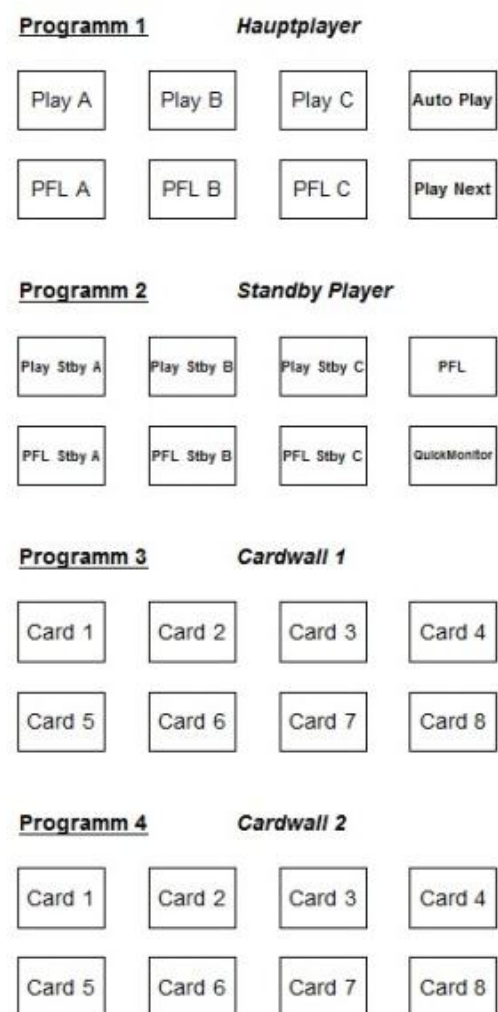 Programm 1 Hauptplayer
Play A Play B Play C Auto Play
PFL A PFL B PFL C Play Next
Programm 2 Standby Player
Play Stby A Play Stby B Play Stby C PFL
PFL Stby A PFL Stby B PFL Stby C QuickMonitor
Programm 3 Cardwall 1
Card 1 Card 2 Card 3 Card 4
Card 5 Card 6 Card 7 Card 8
Programm 4 Cardwall 2
Card 1 Card 2 Card 3 Card 4
Card 5 Card 6 Card 7 Card 8